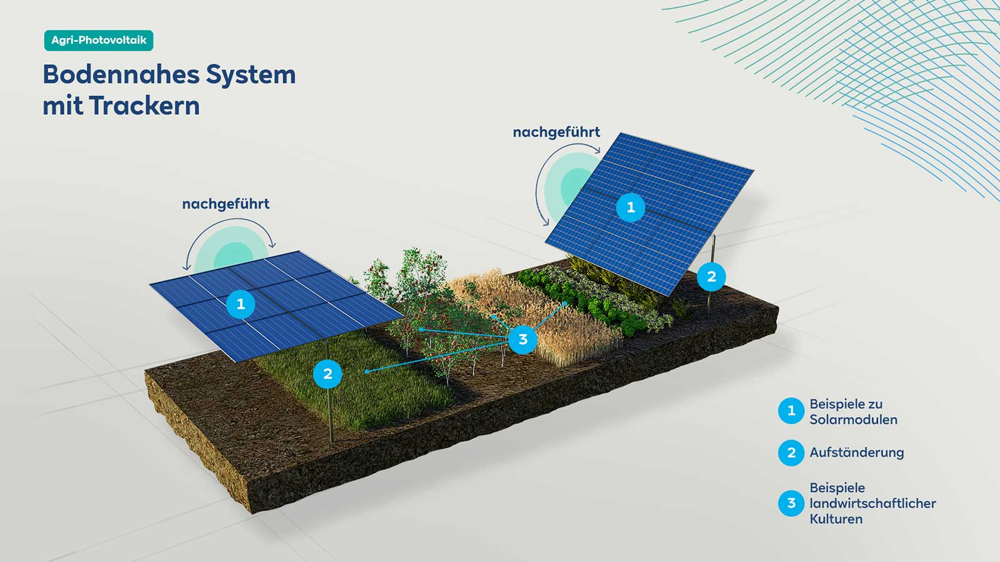 Agri-Photovoltaik
Bodennahes System
mit Trackern
nachgeführt
nachgeführt
1
1
2
2
3
1
Beispiele zu
Solarmodulen
2
Aufständerung
3
Beispiele
landwirtschaftlicher
Kulturen